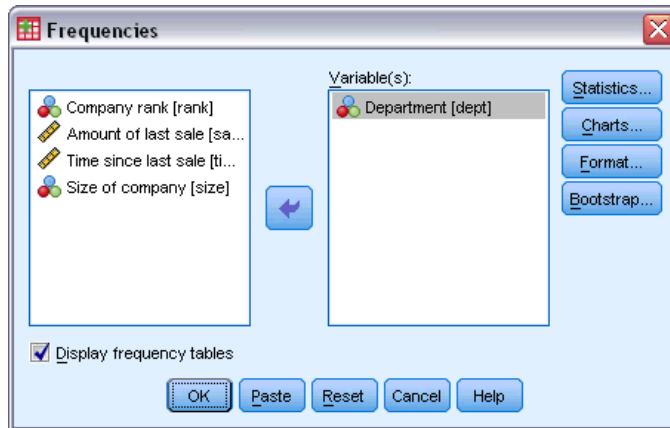 Frequencies
Variable(s):
Company rank [rank]
Amount of last sale [sa...
Time since last sale [ti...
Size of company [size]
Department [dept]
Statistics...
Charts...
Format...
Bootstrap...
Display frequency tables
OK
Paste
Reset
Cancel
Help